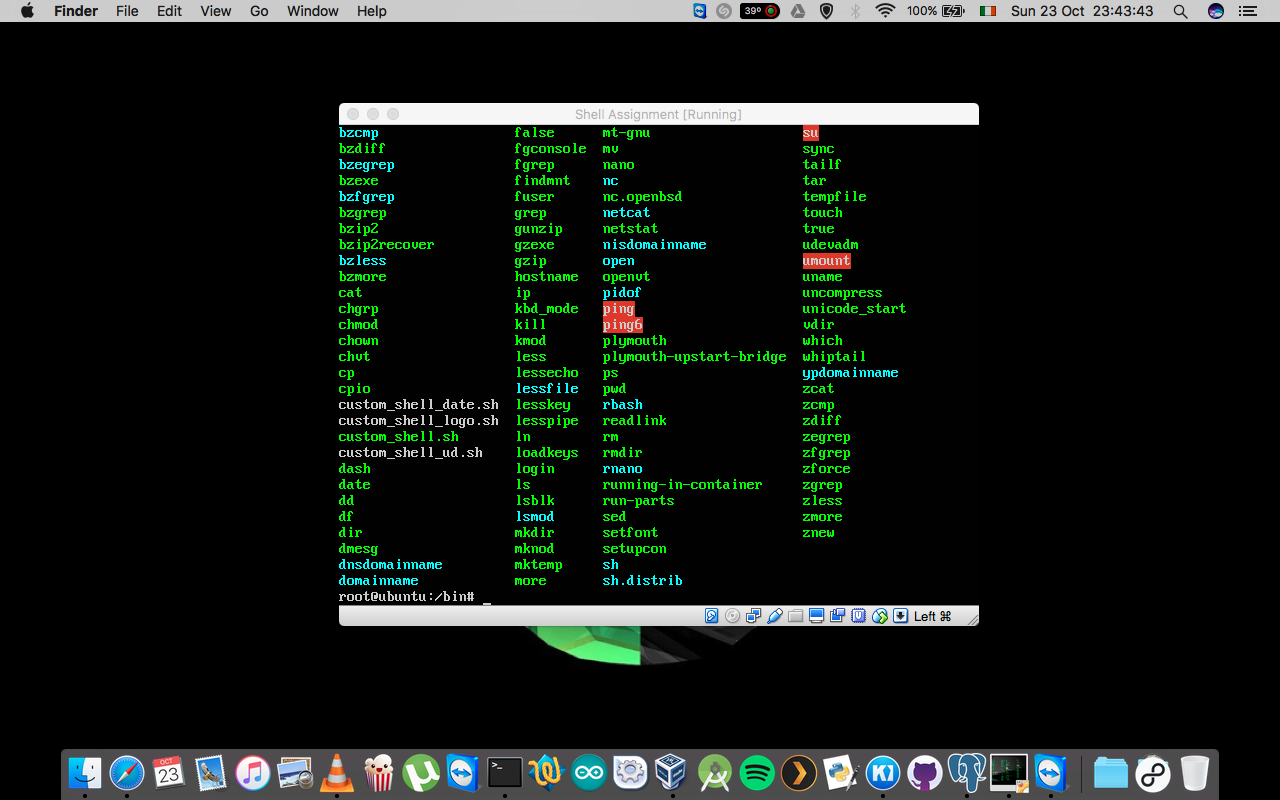 Finder File Edit View Go Window Help 39° 100% Sun 23 Oct 23:43:43
Shell Assignment [Running]
bzcmp false mt-gnu su
bzdiff fgconsole mv sync
bzegrep fgrep nano tailf
bzexe findmnt nc tar
bzfgrep fuser nc.openbsd tempfile
bzgrep grep netcat touch
bzip2 gunzip netstat true
bzip2recover gzexe nisdomainname udevadm
bzless gzip open umount
bzmore hostname openvt uname
cat ip pidof uncompress
chgrp kbd_mode ping unicode_start
chmod kill ping6 vdir
chown kmod plymouth which
chvt less plymouth-upstart-bridge whiptail
cp lessecho ps ypdomainname
cpio lessfile pwd zcat
custom_shell_date.sh lesskey rbash zcmp
custom_shell_logo.sh lesspipe readlink zdiff
custom_shell.sh ln rm zegrep
custom_shell_ud.sh loadkeys rmdir zfgrep
dash login rnano zforce
date ls running-in-container zgrep
dd lsblk run-parts zless
df lsmod sed zmore
dir mkdir setfont znew
dmesg mknod setupcon
dnsdomainname mktemp sh
domainname more sh.distrib
root@ubuntu:/bin# _
Left ⌘
OCT
23
>_
K1